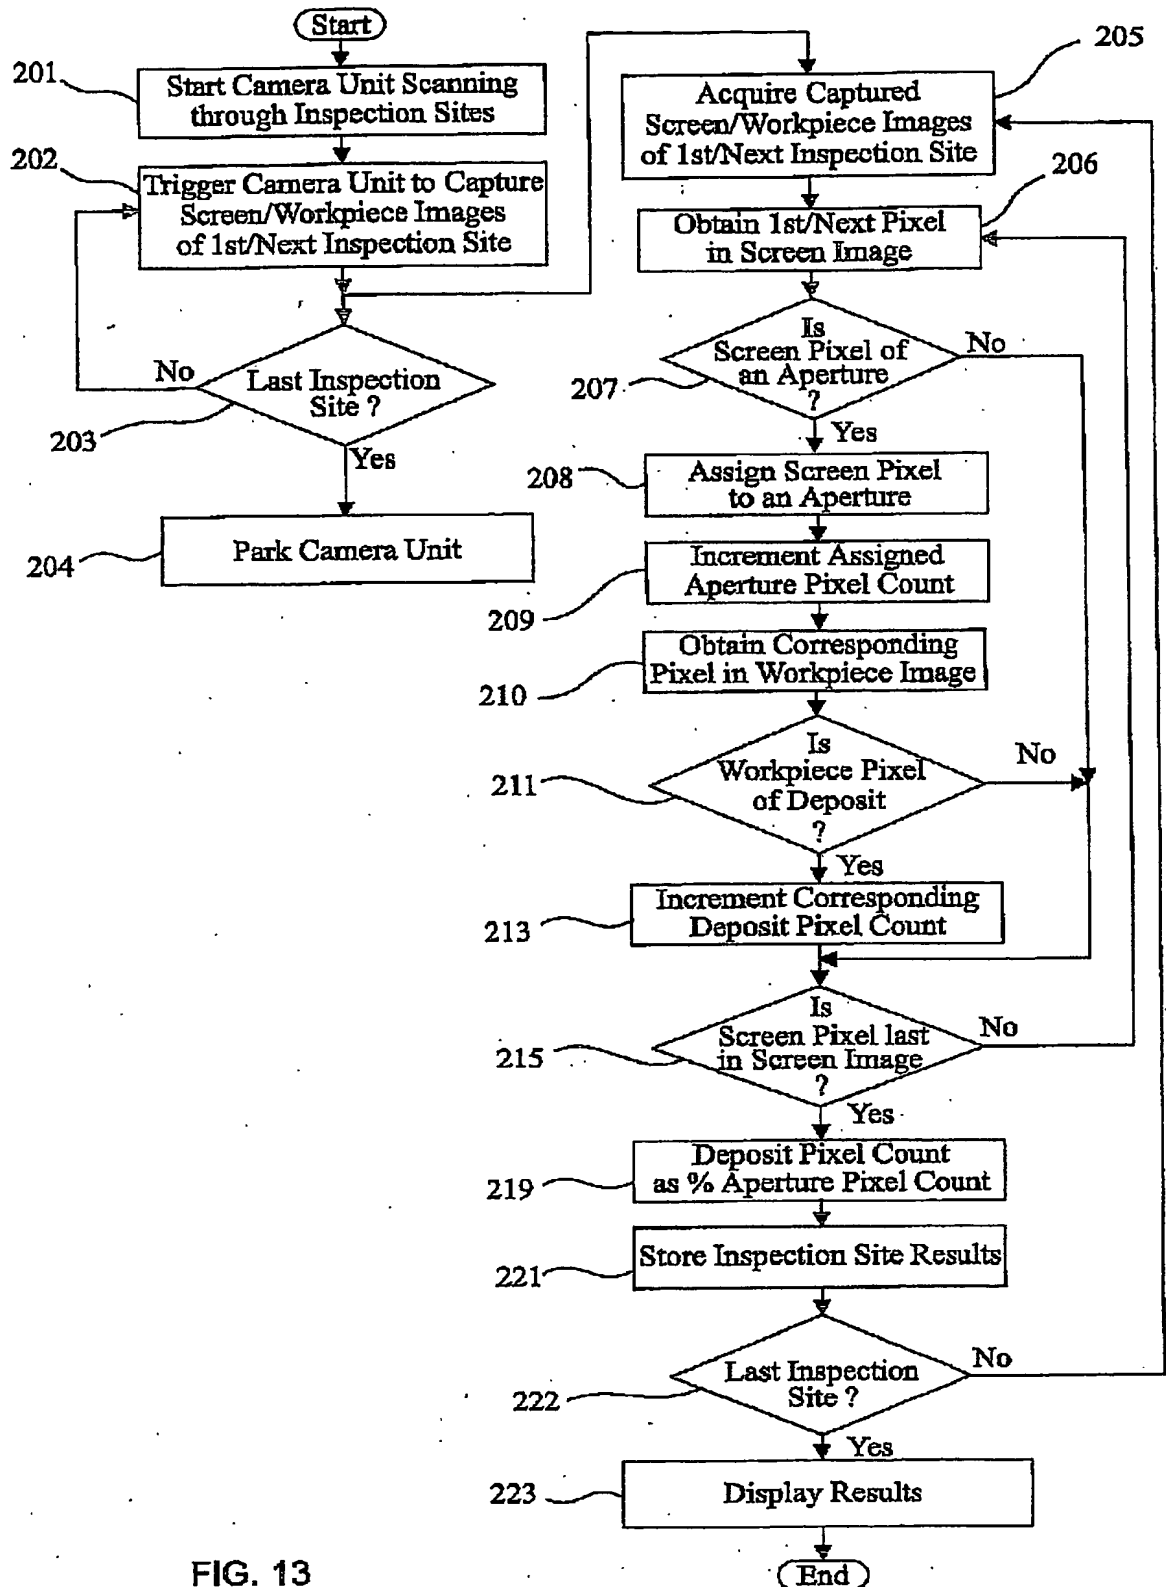 Start
201
Start Camera Unit Scanning
through Inspection Sites
202
Trigger Camera Unit to Capture
Screen/Workpiece Images
of 1st/Next Inspection Site
No
Last Inspection
Site ?
203
Yes
204
Park Camera Unit
205
Acquire Captured
Screen/Workpiece Images
of 1st/Next Inspection Site
206
Obtain 1st/Next Pixel
in Screen Image
Is
Screen Pixel of
an Aperture
?
No
207
Yes
208
Assign Screen Pixel
to an Aperture
Increment Assigned
Aperture Pixel Count
209
Obtain Corresponding
Pixel in Workpiece Image
210
Is
Workpiece Pixel
of Deposit
?
No
211
Yes
Increment Corresponding
Deposit Pixel Count
213
Is
Screen Pixel last
in Screen Image
?
No
215
Yes
Deposit Pixel Count
as % Aperture Pixel Count
219
Store Inspection Site Results
221
Last Inspection
Site ?
No
222
Yes
223
Display Results
End
FIG. 13